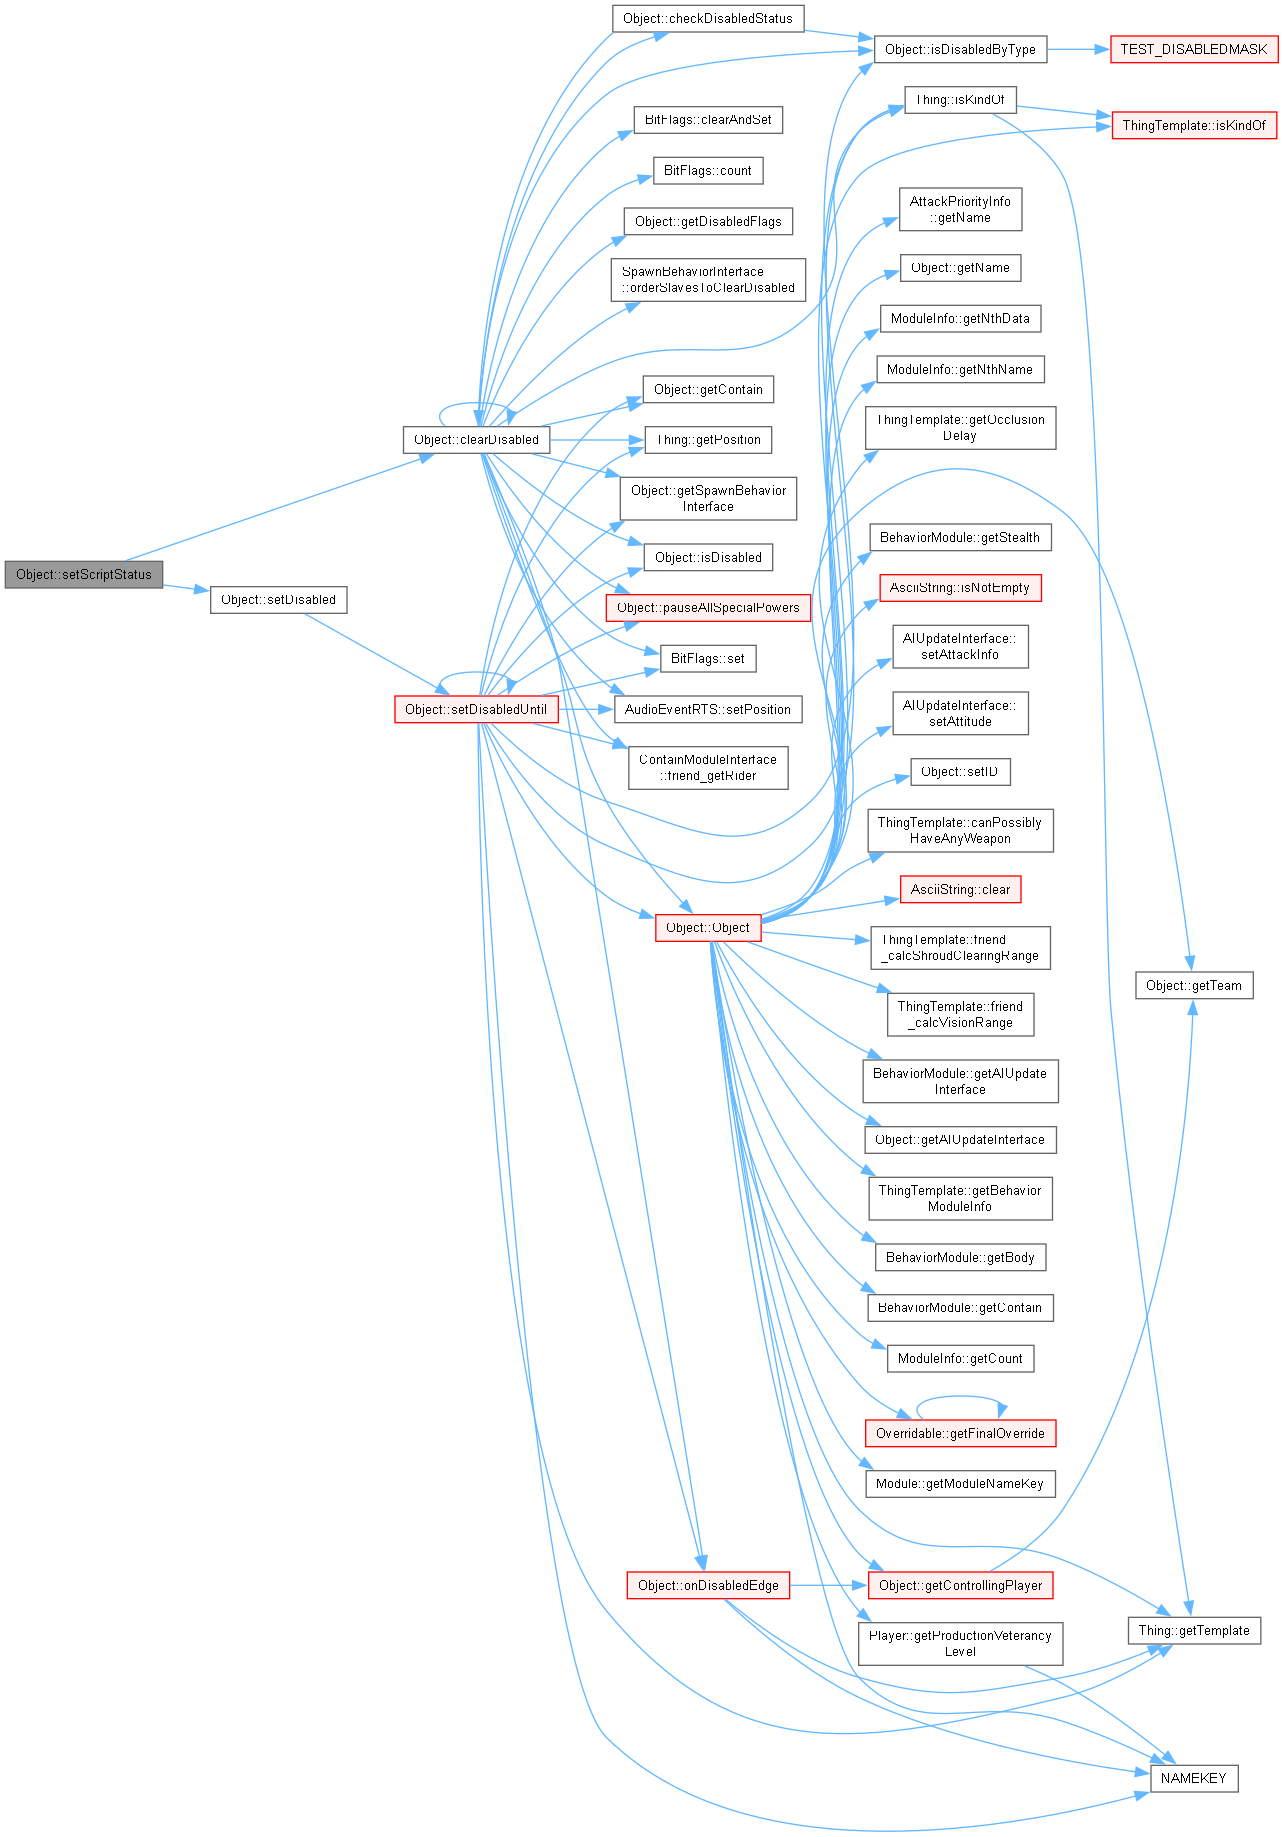 Object::setScriptStatus
Object::clearDisabled
Object::setDisabled
Object::setDisabledUntil
Object::checkDisabledStatus
BitFlags::clearAndSet
BitFlags::count
Object::getDisabledFlags
SpawnBehaviorInterface
::orderSlavesToClearDisabled
Object::getContain
Thing::getPosition
Object::getSpawnBehavior
Interface
Object::isDisabled
Object::pauseAllSpecialPowers
BitFlags::set
AudioEventRTS::setPosition
ContainModuleInterface
::friend_getRider
Object::Object
Object::onDisabledEdge
Object::isDisabledByType
Thing::isKindOf
AttackPriorityInfo
::getName
Object::getName
ModuleInfo::getNthData
ModuleInfo::getNthName
ThingTemplate::getOcclusion
Delay
BehaviorModule::getStealth
AsciiString::isNotEmpty
AIUpdateInterface::
setAttackInfo
AIUpdateInterface::
setAttitude
Object::setID
ThingTemplate::canPossibly
HaveAnyWeapon
AsciiString::clear
ThingTemplate::friend
_calcShroudClearingRange
ThingTemplate::friend
_calcVisionRange
BehaviorModule::getAIUpdate
Interface
Object::getAIUpdateInterface
ThingTemplate::getBehavior
ModuleInfo
BehaviorModule::getBody
BehaviorModule::getContain
ModuleInfo::getCount
Overridable::getFinalOverride
Module::getModuleNameKey
Object::getControllingPlayer
Player::getProductionVeterancy
Level
TEST_DISABLEDMASK
ThingTemplate::isKindOf
Object::getTeam
Thing::getTemplate
NAMEKEY